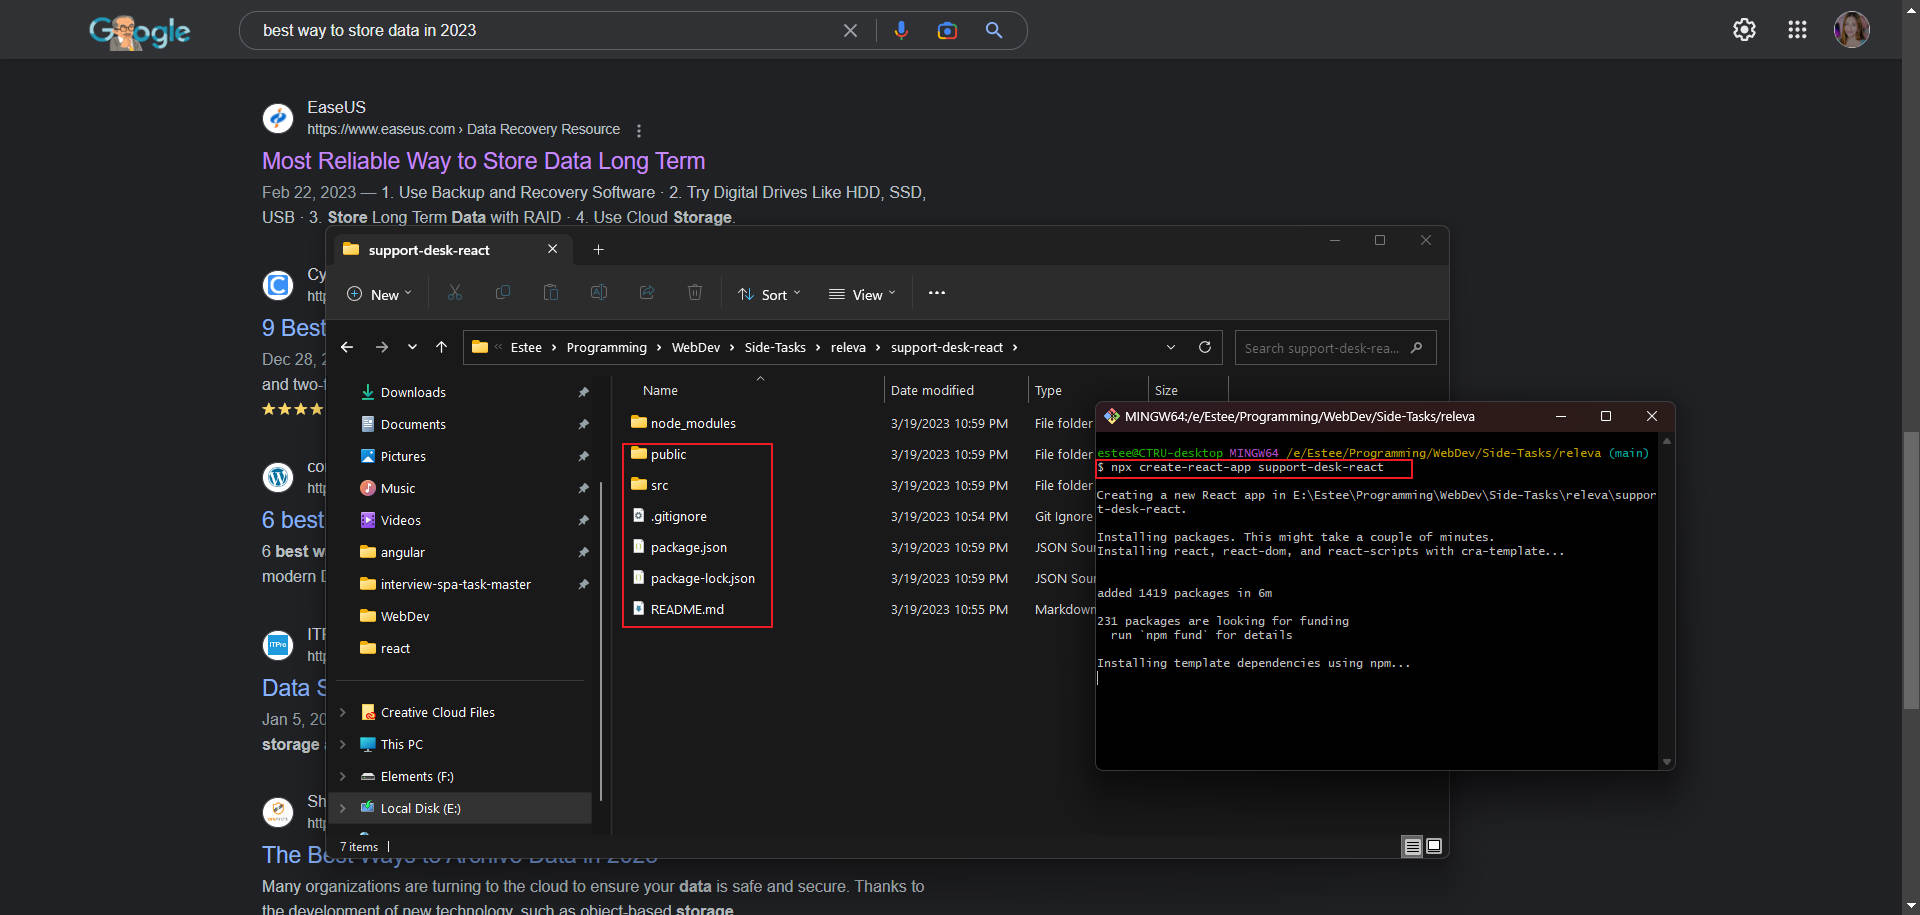 Google
best way to store data in 2023
EaseUS
https://www.easeus.com › Data Recovery Resource
Most Reliable Way to Store Data Long Term
Feb 22, 2023 — 1. Use Backup and Recovery Software · 2. Try Digital Drives Like HDD, SSD,
USB · 3. Store Long Term Data with RAID · 4. Use Cloud Storage.
9 Best
Dec 28,
and two-
6 best
6 best w
modern
ITPro
Data S
Jan 5, 20
storage
The Best Ways to Archive Data in 2023
Many organizations are turning to the cloud to ensure your data is safe and secure. Thanks to
the development of new technology, such as object-based storage
support-desk-react
New
Sort
View
Estee › Programming › WebDev › Side-Tasks › releva › support-desk-react ›
Search support-desk-rea...
Downloads
Documents
Pictures
Music
Videos
angular
interview-spa-task-master
WebDev
react
Creative Cloud Files
This PC
Elements (F:)
Local Disk (E:)
Name Date modified Type Size
node_modules 3/19/2023 10:59 PM File folder
public 3/19/2023 10:59 PM File folder
src 3/19/2023 10:59 PM File folder
.gitignore 3/19/2023 10:54 PM Git Ignore
package.json 3/19/2023 10:59 PM JSON Sou
package-lock.json 3/19/2023 10:59 PM JSON Sou
README.md 3/19/2023 10:55 PM Markdown
7 items
MINGW64:/e/Estee/Programming/WebDev/Side-Tasks/releva
estee@CTRU-desktop MINGW64 /e/Estee/Programming/WebDev/Side-Tasks/releva (main)
$ npx create-react-app support-desk-react
Creating a new React app in E:\Estee\Programming\WebDev\Side-Tasks\releva\suppor
t-desk-react.
Installing packages. This might take a couple of minutes.
Installing react, react-dom, and react-scripts with cra-template...
added 1419 packages in 6m
231 packages are looking for funding
run `npm fund` for details
Installing template dependencies using npm...